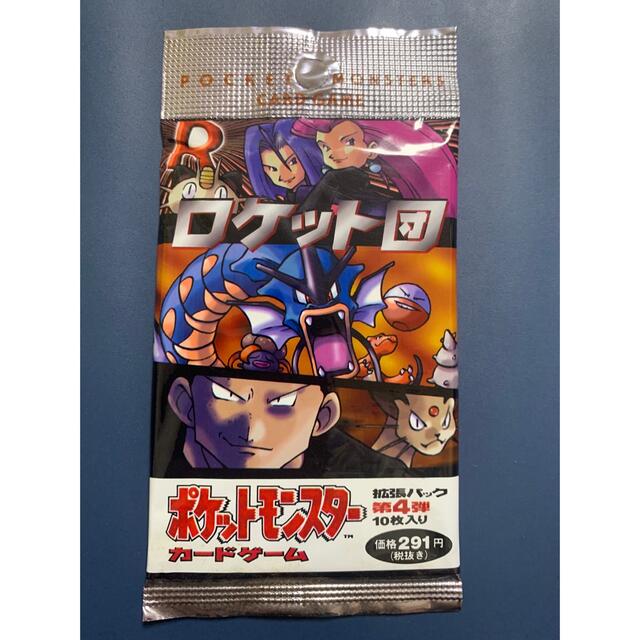 POCKET MONSTERS
CARD GAME
R
ロケット団
ポケットモンスター
TM
カードゲーム
拡張パック
第4弾
10枚入り
価格291円
(税抜き)